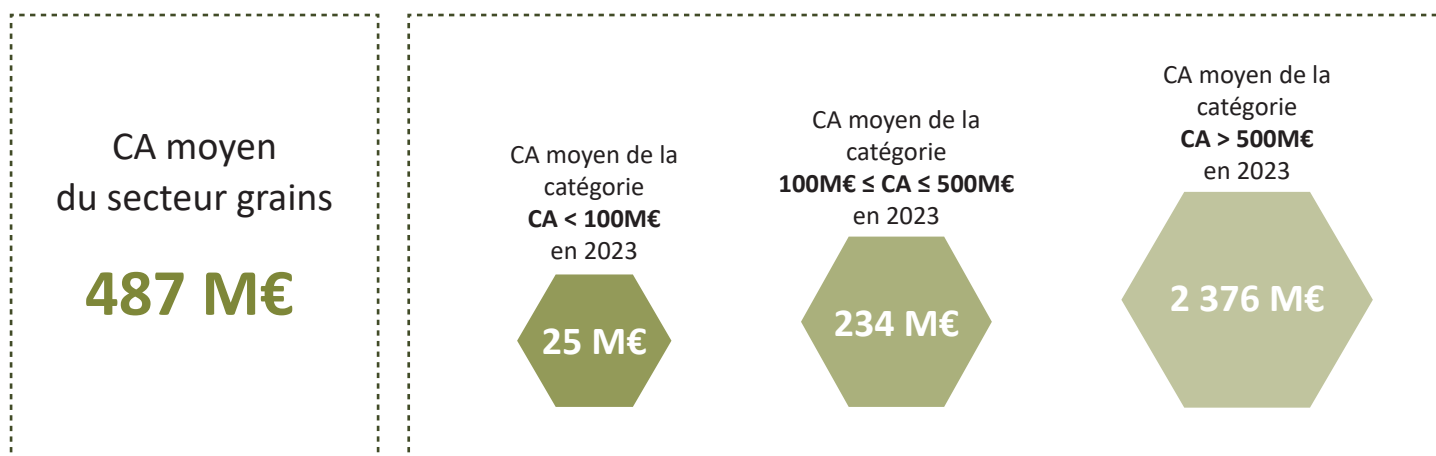 CA moyen
du secteur grains
487 M€
CA moyen de la
catégorie
CA < 100M€
en 2023
25 M€
CA moyen de la
catégorie
100M€ ≤ CA ≤ 500M€
en 2023
234 M€
CA moyen de la
catégorie
CA > 500M€
en 2023
2 376 M€